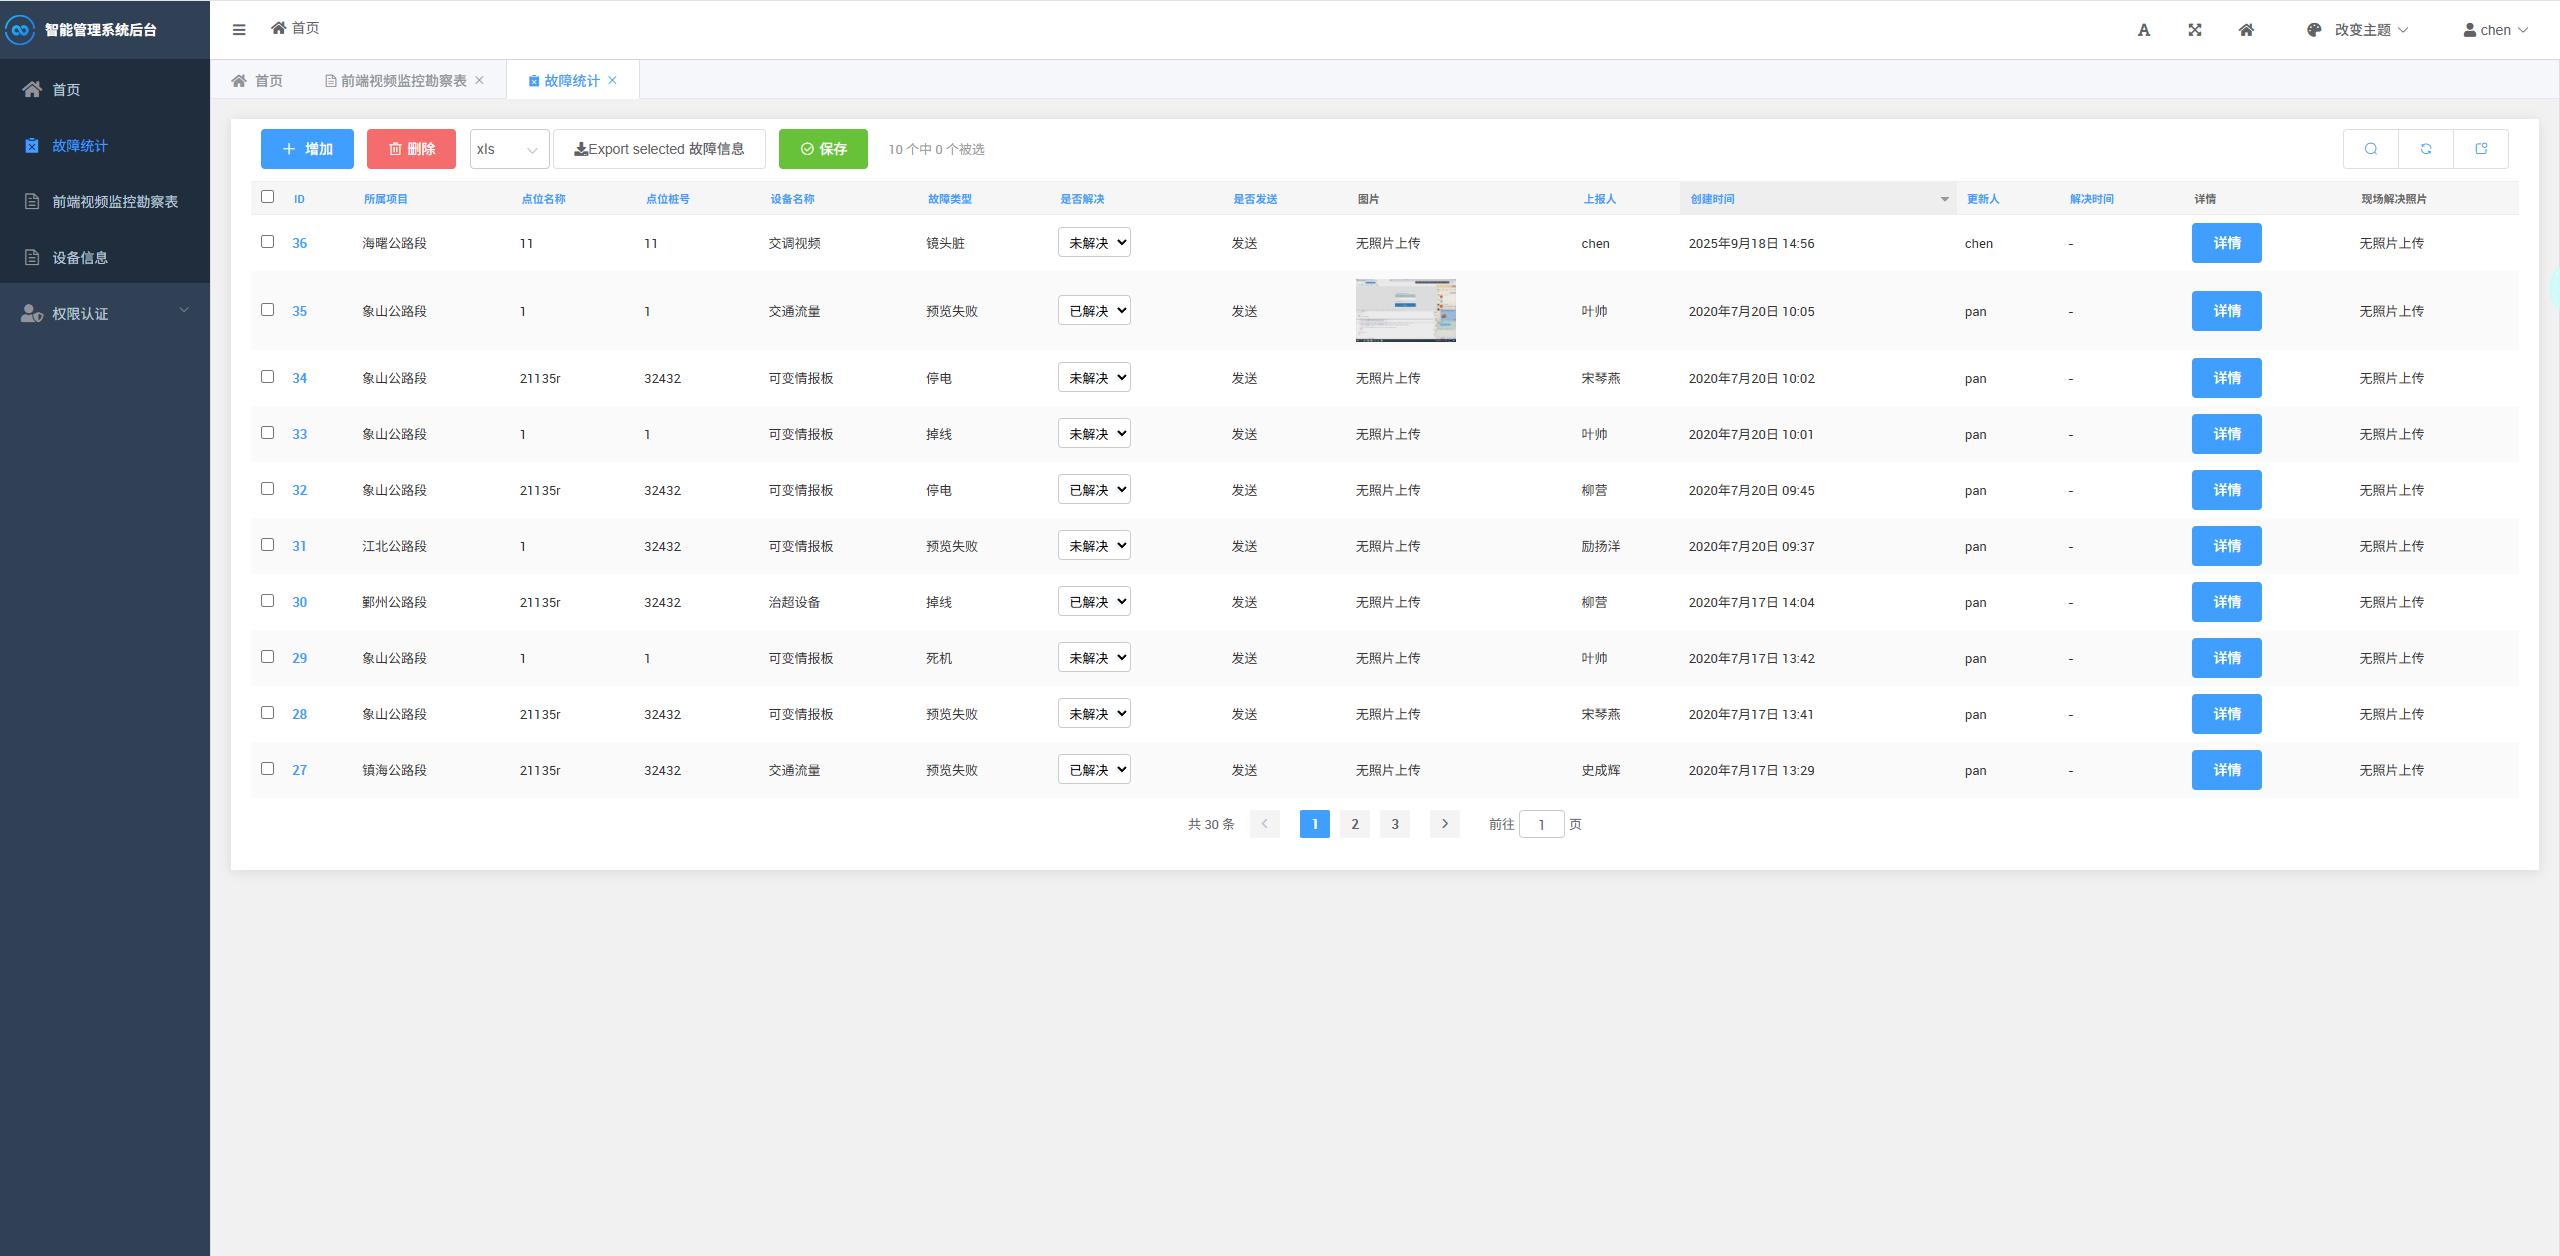 智能管理系统后台
首页
改变主题
chen
首页
故障统计
前端视频监控勘察表
设备信息
权限认证
首页
前端视频监控勘察表
故障统计
增加
删除
xls
Export selected 故障信息
保存
10 个中 0 个被选
ID 所属项目 点位名称 点位桩号 设备名称 故障类型 是否解决 是否发送 图片 上报人 创建时间 更新人 解决时间 详情 现场解决照片
36 海曙公路段 11 11 交调视频 镜头脏 未解决 发送 无照片上传 chen 2025年9月18日 14:56 chen - 详情 无照片上传
35 象山公路段 1 1 交通流量 预览失败 已解决 发送 叶帅 2020年7月20日 10:05 pan - 详情 无照片上传
34 象山公路段 21135r 32432 可变情报板 停电 未解决 发送 无照片上传 宋琴燕 2020年7月20日 10:02 pan - 详情 无照片上传
33 象山公路段 1 1 可变情报板 掉线 未解决 发送 无照片上传 叶帅 2020年7月20日 10:01 pan - 详情 无照片上传
32 象山公路段 21135r 32432 可变情报板 停电 已解决 发送 无照片上传 柳营 2020年7月20日 09:45 pan - 详情 无照片上传
31 江北公路段 1 32432 可变情报板 预览失败 未解决 发送 无照片上传 励扬洋 2020年7月20日 09:37 pan - 详情 无照片上传
30 鄞州公路段 21135r 32432 治超设备 掉线 已解决 发送 无照片上传 柳营 2020年7月17日 14:04 pan - 详情 无照片上传
29 象山公路段 1 1 可变情报板 死机 未解决 发送 无照片上传 叶帅 2020年7月17日 13:42 pan - 详情 无照片上传
28 象山公路段 21135r 32432 可变情报板 预览失败 未解决 发送 无照片上传 宋琴燕 2020年7月17日 13:41 pan - 详情 无照片上传
27 镇海公路段 21135r 32432 交通流量 预览失败 已解决 发送 无照片上传 史成辉 2020年7月17日 13:29 pan - 详情 无照片上传
共 30 条 1 2 3 前往 1 页